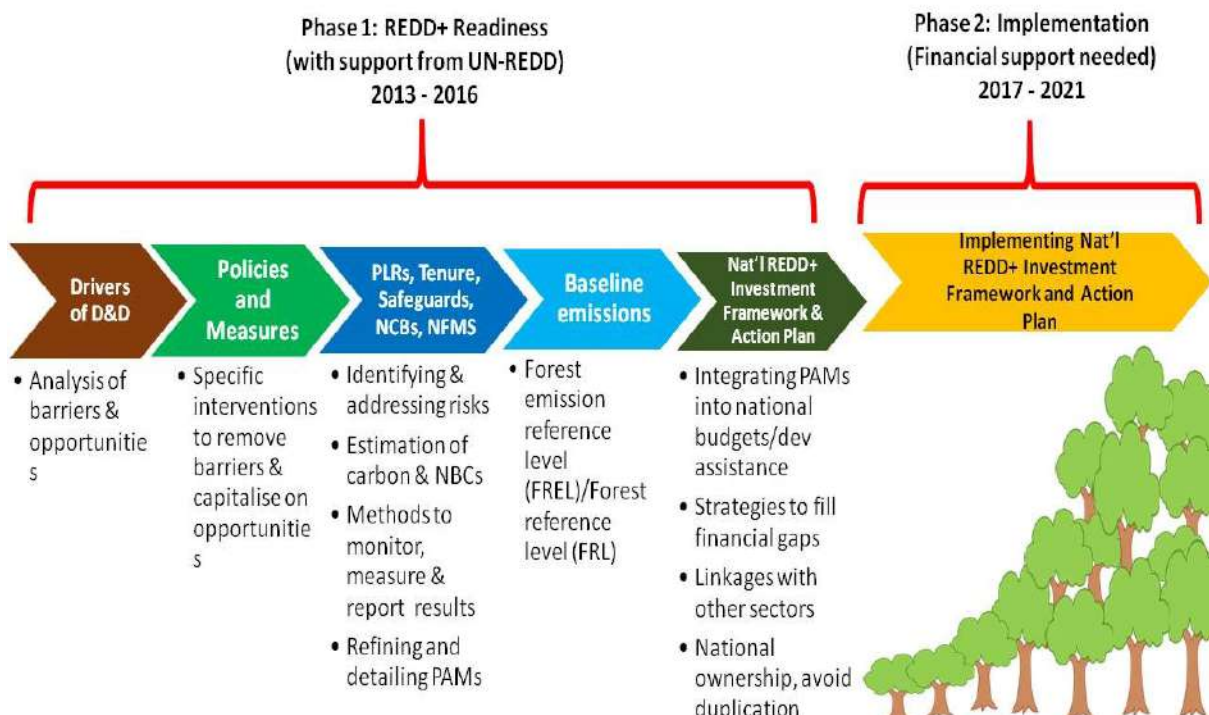 Phase 1: REDD+ Readiness
(with support from UN-REDD)
2013 - 2016
Phase 2: Implementation
(Financial support needed)
2017 - 2021
Drivers
of D&D
Policies
and
Measures
PLRs, Tenure,
Safeguards,
NCBs, NFMS
Baseline
emissions
Nat'l REDD+
Investment
Framework &
Action Plan
Implementing Nat'l
REDD+ Investment
Framework and Action
Plan
• Analysis of
barriers &
opportunitie
s
• Specific
interventions
to remove
barriers &
capitalise on
opportunitie
s
• Identifying &
addressing risks
• Estimation of
carbon & NBCs
• Methods to
monitor,
measure &
report results
• Refining and
detailing PAMs
• Forest
emission
reference
level
(FREL)/Forest
reference
level (FRL)
• Integrating PAMs
into national
budgets/dev
assistance
• Strategies to fill
financial gaps
• Linkages with
other sectors
• National
ownership, avoid
duplication